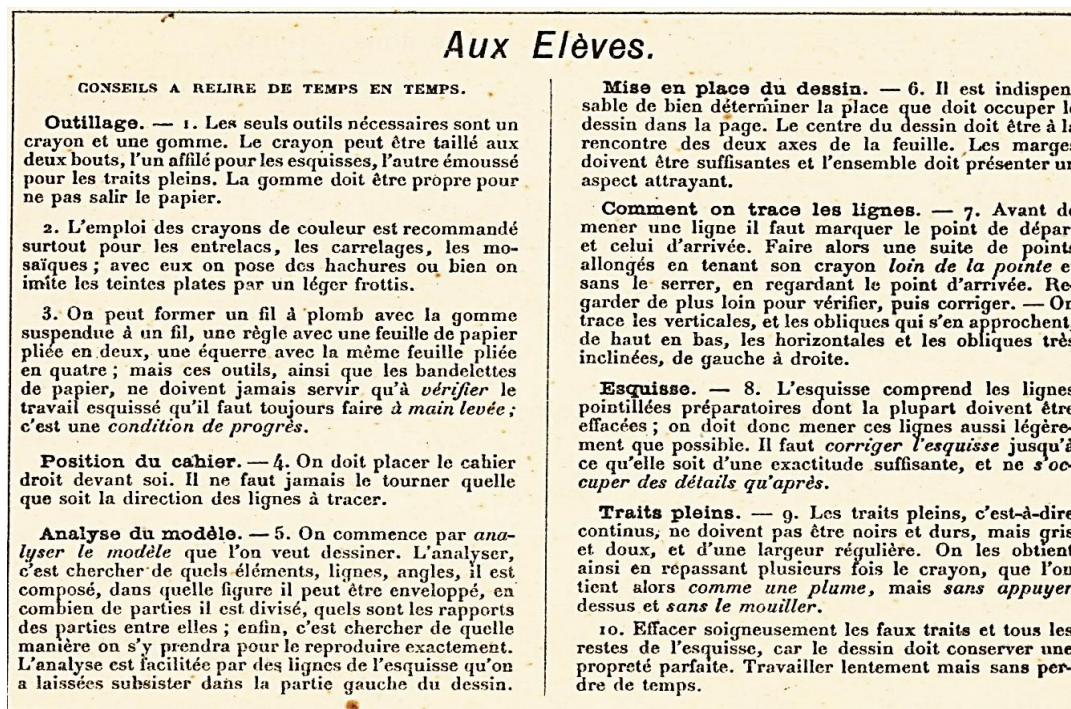 Aux Elèves.
CONSEILS A RELIRE DE TEMPS EN TEMPS.
Outillage. — 1. Les seuls outils nécessaires sont un
crayon et une gomme. Le crayon peut être taillé aux
deux bouts, l'un affilé pour les esquisses, l'autre émoussé
pour les traits pleins. La gomme doit être propre pour
ne pas salir le papier.
2. L'emploi des crayons de couleur est recommandé
surtout pour les entrelacs, les carrelages, les mo-
saïques ; avec eux on pose des hachures ou bien on
imite les teintes plates par un léger frottis.
3. On peut former un fil à plomb avec la gomme
suspendue à un fil, une règle avec une feuille de papier
pliée en deux, une équerre avec la même feuille pliée
en quatre ; mais ces outils, ainsi que les bandelettes
de papier, ne doivent jamais servir qu'à vérifier le
travail esquissé qu'il faut toujours faire à main levée ;
c'est une condition de progrès.
Position du cahier. — 4. On doit placer le cahier
droit devant soi. Il ne faut jamais le tourner quelle
que soit la direction des lignes à tracer.
Analyse du modèle. — 5. On commence par ana-
lyser le modèle que l'on veut dessiner. L'analyser,
c'est chercher de quels éléments, lignes, angles, il est
composé, dans quelle figure il peut être enveloppé, en
combien de parties il est divisé, quels sont les rapports
des parties entre elles ; enfin, c'est chercher de quelle
manière on s'y prendra pour le reproduire exactement.
L'analyse est facilitée par des lignes de l'esquisse qu'on
a laissées subsister dans la partie gauche du dessin.
Mise en place du dessin. — 6. Il est indispen
sable de bien déterminer la place que doit occuper l
dessin dans la page. Le centre du dessin doit être à la
rencontre des deux axes de la feuille. Les marge
doivent être suffisantes et l'ensemble doit présenter un
aspect attrayant.
Comment on trace les lignes. — 7. Avant de
mener une ligne il faut marquer le point de dépar
et celui d'arrivée. Faire alors une suite de points
allongés en tenant son crayon loin de la pointe e
sans le serrer, en regardant le point d'arrivée. Re-
garder de plus loin pour vérifier, puis corriger. — On
trace les verticales, et les obliques qui s'en approchent,
de haut en bas, les horizontales et les obliques très
inclinées, de gauche à droite.
Esquisse. — 8. L'esquisse comprend les lignes
pointillées préparatoires dont la plupart doivent être
effacées ; on doit donc mener ces lignes aussi légère-
ment que possible. Il faut corriger l'esquisse jusqu'à
ce qu'elle soit d'une exactitude suffisante, et ne s'oc-
cuper des détails qu'après.
Traits pleins. — 9. Les traits pleins, c'est-à-dire
continus, ne doivent pas être noirs et durs, mais gris
et doux, et d'une largeur régulière. On les obtient
ainsi en repassant plusieurs fois le crayon, que l'on
tient alors comme une plume, mais sans appuyer
dessus et sans le mouiller.
10. Effacer soigneusement les faux traits et tous les
restes de l'esquisse, car le dessin doit conserver une
propreté parfaite. Travailler lentement mais sans per-
dre de temps.